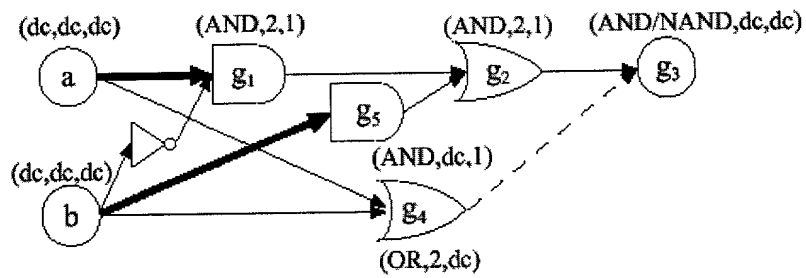 (dc,dc,dc)
(AND,2,1)
(AND,2,1)
(AND/NAND,dc,dc)
a
g1
g2
g3
g5
(dc,dc,dc)
(AND,dc,1)
b
g4
(OR,2,dc)